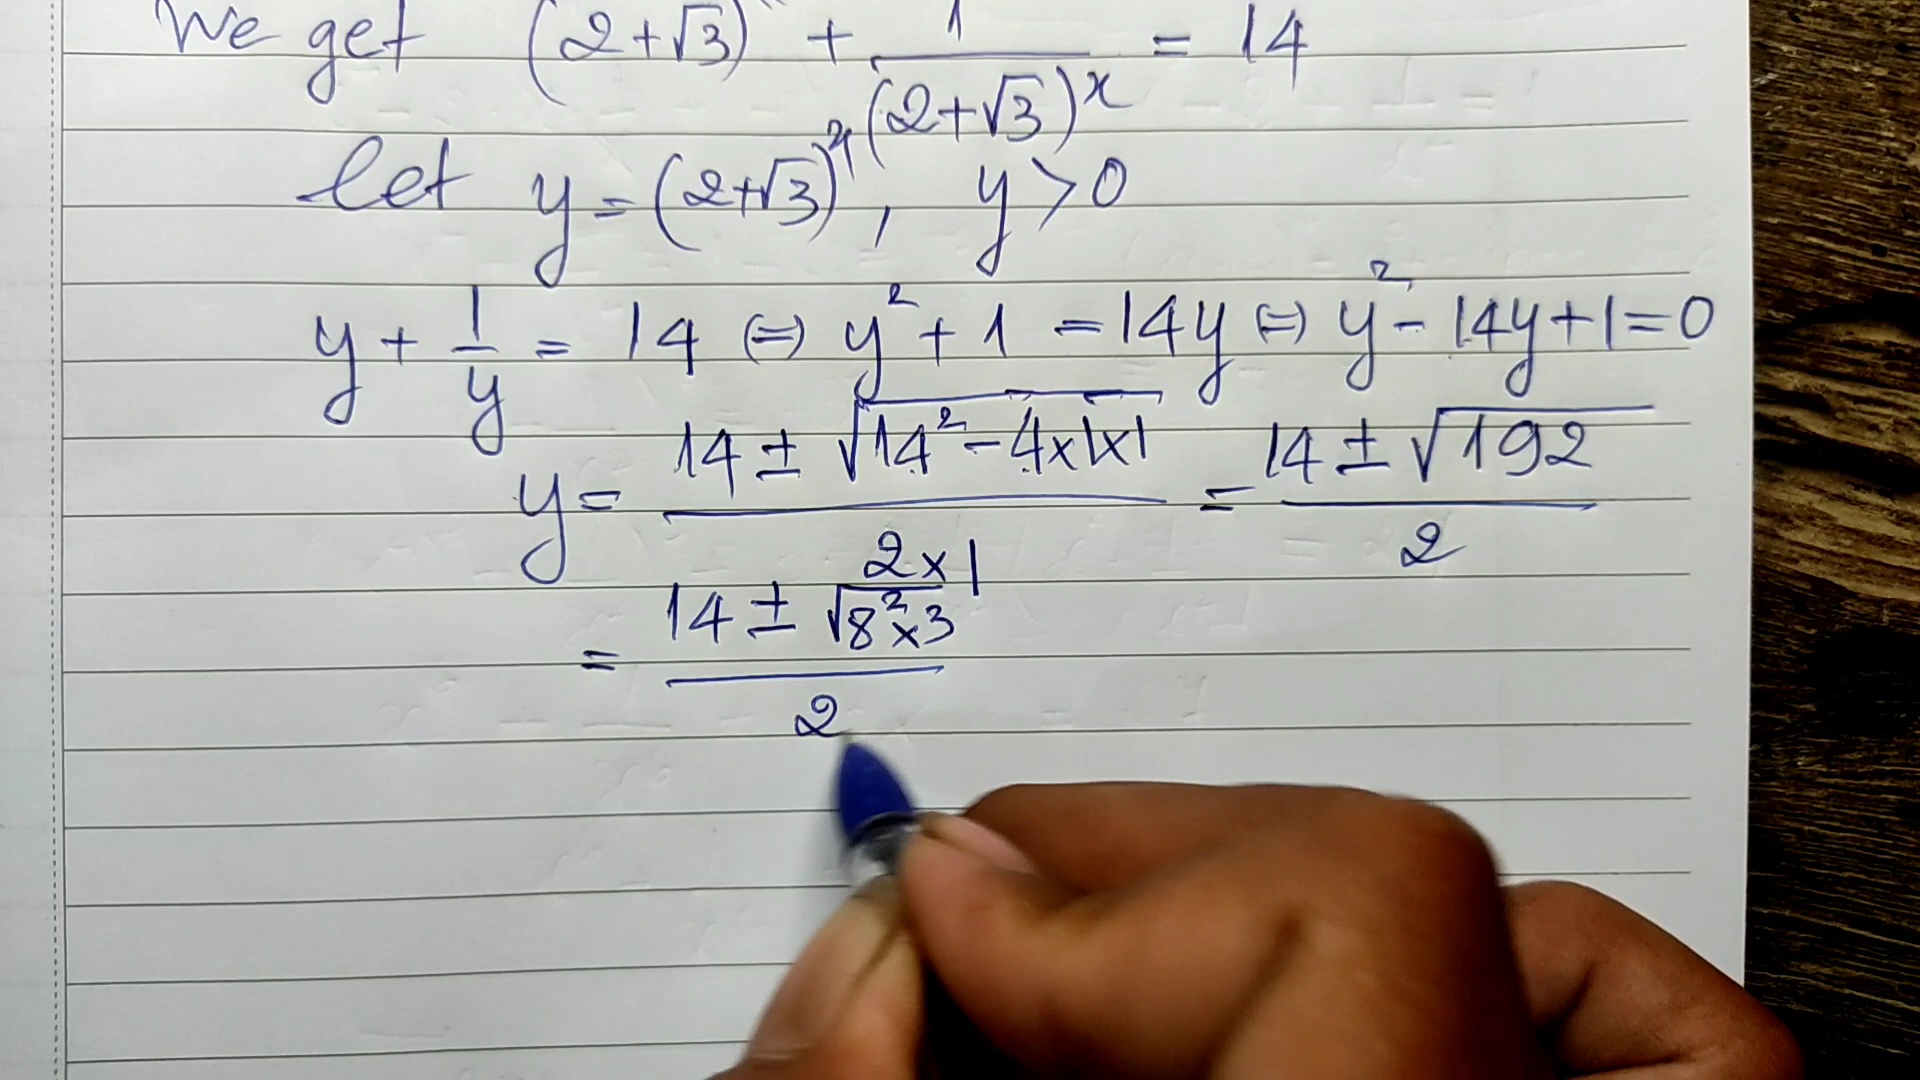 We get (2+√3)^x + 1/(2+√3)^x = 14
let y = (2+√3)^x, y > 0
y + 1/y = 14 ⇔ y² + 1 = 14y ⇔ y² - 14y + 1 = 0
y = (14 ± √(14² - 4×1×1))/(2×1) = (14 ± √192)/2
= (14 ± √(8²×3))/2